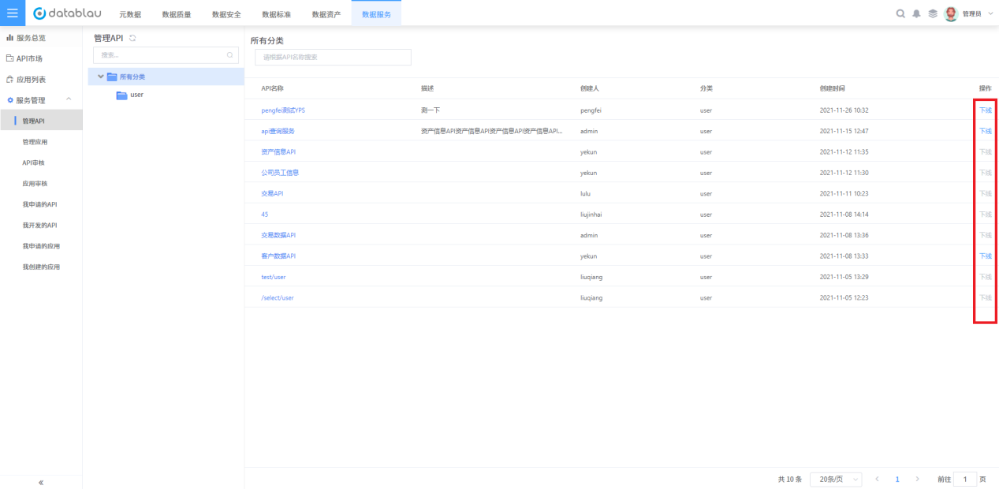 datablau 元数据 数据质量 数据安全 数据标准 数据资产 数据服务 管理员
服务总览
API市场
应用列表
服务管理
管理API
管理应用
API审核
应用审核
我申请的API
我开发的API
我申请的应用
我创建的应用
管理API
搜索...
所有分类
user
所有分类
请根据API名称搜索
API名称 描述 创建人 分类 创建时间 操作
pengfei测试YPS 测一下 pengfei user 2021-11-26 10:32 下线
api查询服务 资产信息API资产信息API资产信息API资产信息API... admin user 2021-11-15 12:47 下线
资产信息API yekun user 2021-11-12 11:35 下线
公司员工信息 yekun user 2021-11-12 11:30 下线
交易API lulu user 2021-11-11 10:23 下线
45 liujinhai user 2021-11-08 14:14 下线
交易数据API admin user 2021-11-08 13:36 下线
客户数据API yekun user 2021-11-08 13:33 下线
test/user liuqiang user 2021-11-05 13:29 下线
/select/user liuqiang user 2021-11-05 12:23 下线
共 10 条 20条/页 1 前往 1 页